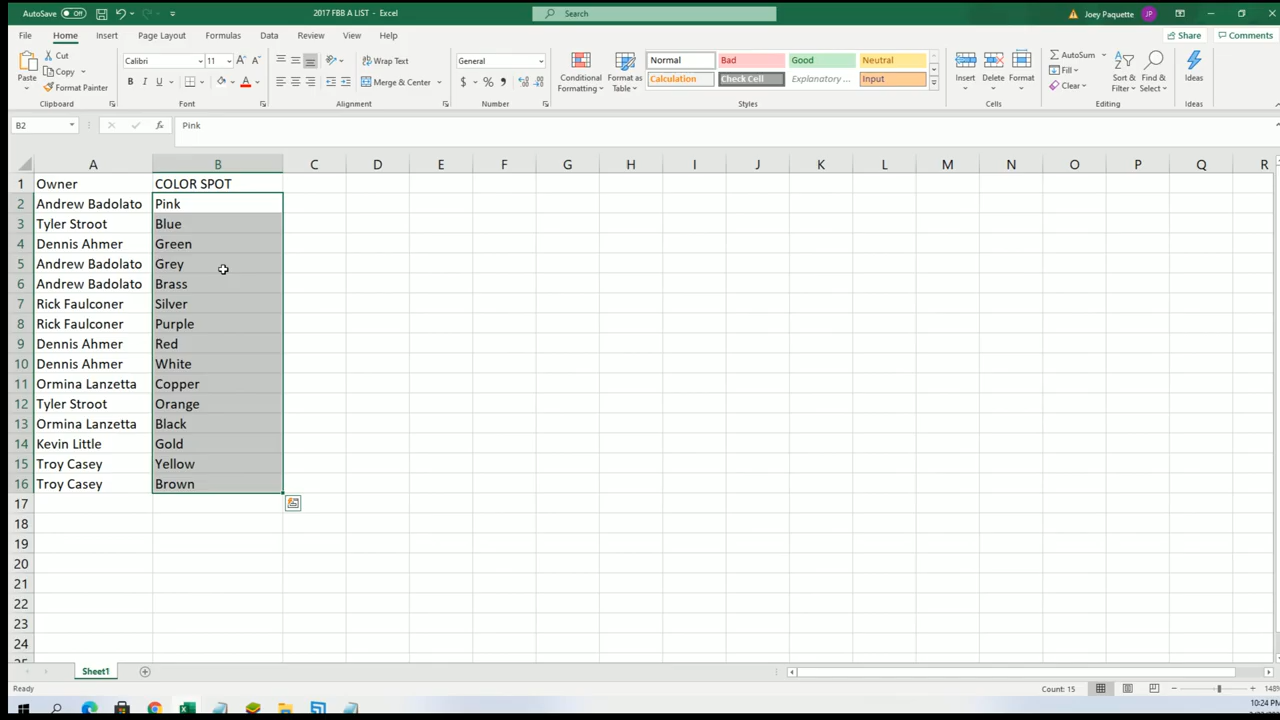 AutoSave Off 2017 FBB A LIST - Excel Search Joey Paquette JP
File Home Insert Page Layout Formulas Data Review View Help Share Comments
Cut Calibri 11 Wrap Text General Normal Bad Good Neutral AutoSum
Paste Copy Conditional Formatting Format as Table Calculation Check Cell Explanatory ... Input Insert Delete Format Fill Sort & Filter Find & Select Ideas
Format Painter B I U A Merge & Center $ % Clear
Clipboard Font Alignment Number Styles Cells Editing Ideas
B2 fx Pink
A B C D E F G H I J K L M N O P Q R
1 Owner COLOR SPOT
2 Andrew Badolato Pink
3 Tyler Stroot Blue
4 Dennis Ahmer Green
5 Andrew Badolato Grey
6 Andrew Badolato Brass
7 Rick Faulconer Silver
8 Rick Faulconer Purple
9 Dennis Ahmer Red
10 Dennis Ahmer White
11 Ormina Lanzetta Copper
12 Tyler Stroot Orange
13 Ormina Lanzetta Black
14 Kevin Little Gold
15 Troy Casey Yellow
16 Troy Casey Brown
17
18
19
20
21
22
23
24
Sheet1
Ready Count: 15
10:24 PM